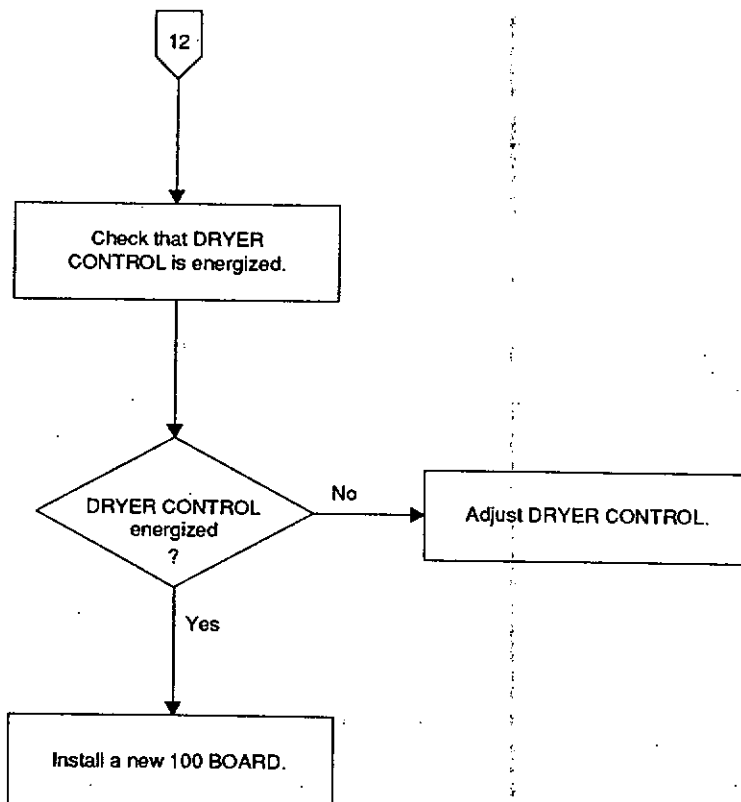 12
Check that DRYER
CONTROL is energized.
DRYER CONTROL
energized
?
No
Adjust DRYER CONTROL.
Yes
Install a new 100 BOARD.